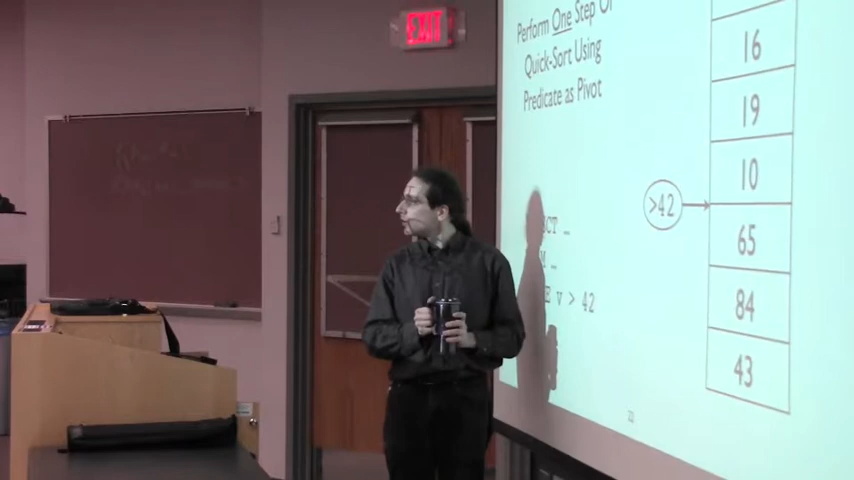 EXIT
Perform One Step Of
Quick-Sort Using
Predicate as Pivot
16
19
10
>42
65
84
43
CT ...
M ...
E v > 42